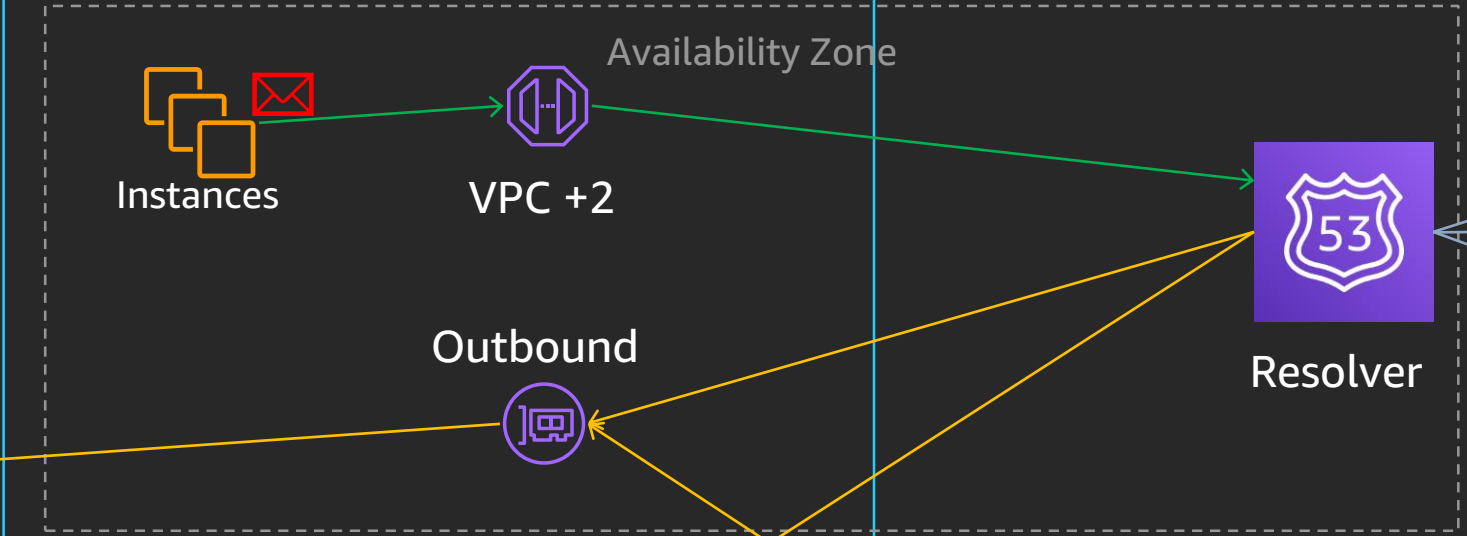 Availability Zone
Instances
VPC +2
53
Outbound
Resolver